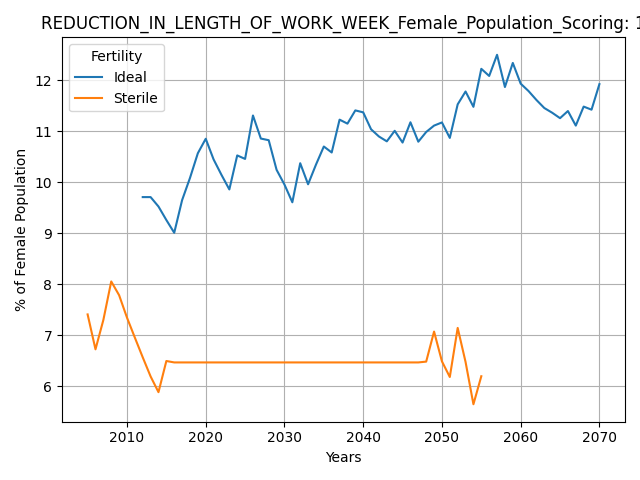 REDUCTION_IN_LENGTH_OF_WORK_WEEK_Female_Population_Scoring: 1
Fertility
Ideal
Sterile
% of Female Population
12
11
10
9
8
7
6
2010 2020 2030 2040 2050 2060 2070
Years